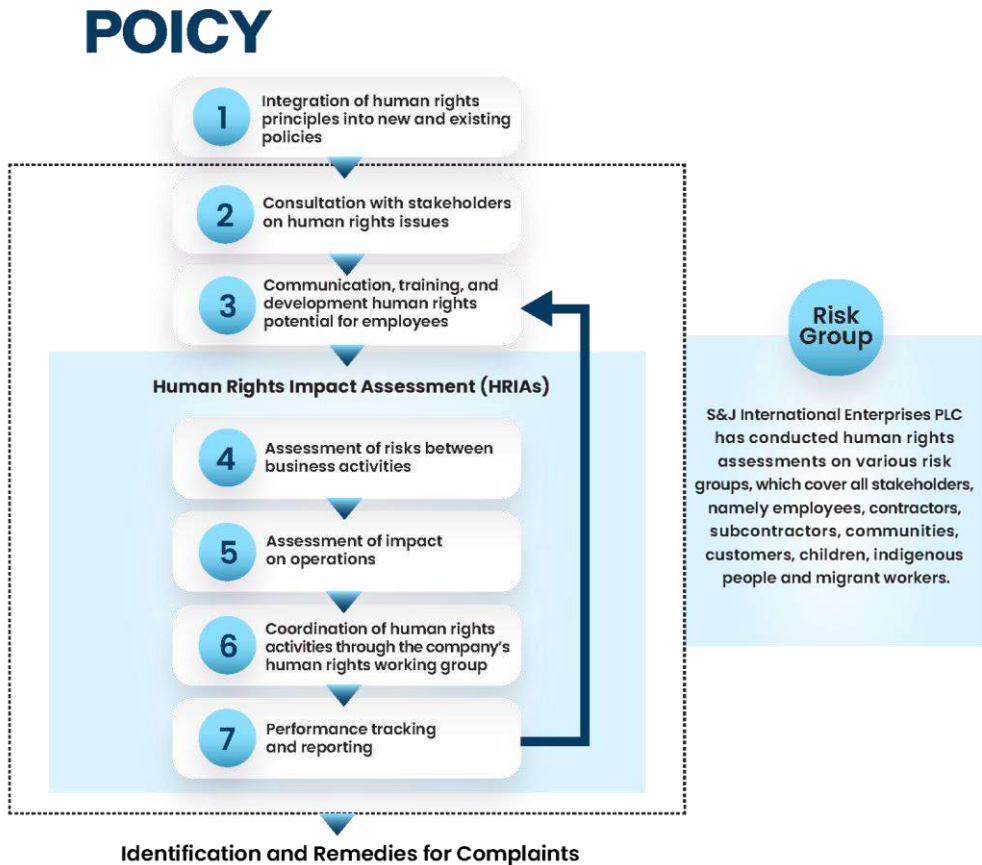 POICY
1
Integration of human rights
principles into new and existing
policies
2
Consultation with stakeholders
on human rights issues
3
Communication, training, and
development human rights
potential for employees
Human Rights Impact Assessment (HRIAs)
4
Assessment of risks between
business activities
5
Assessment of impact
on operations
6
Coordination of human rights
activities through the company's
human rights working group
7
Performance tracking
and reporting
Identification and Remedies for Complaints
Risk
Group
S&J International Enterprises PLC
has conducted human rights
assessments on various risk
groups, which cover all stakeholders,
namely employees, contractors,
subcontractors, communities,
customers, children, indigenous
people and migrant workers.